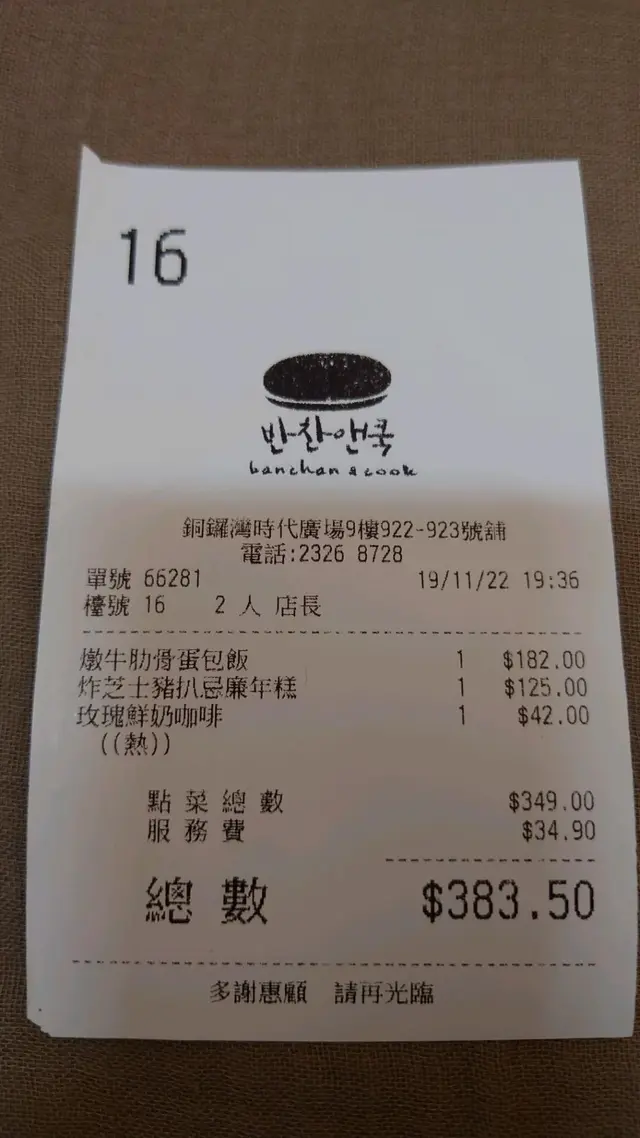 16
반찬앤쿡
banchan & cook
銅鑼灣時代廣場9樓922-923號舖
電話:2326 8728
單號 66281 19/11/22 19:36
檯號 16 2 人 店長
燉牛肋骨蛋包飯 1 $182.00
炸芝士豬扒忌廉年糕 1 $125.00
玫瑰鮮奶咖啡 1 $42.00
((熱))
點菜總數 $349.00
服務費 $34.90
總數 $383.50
多謝惠顧 請再光臨